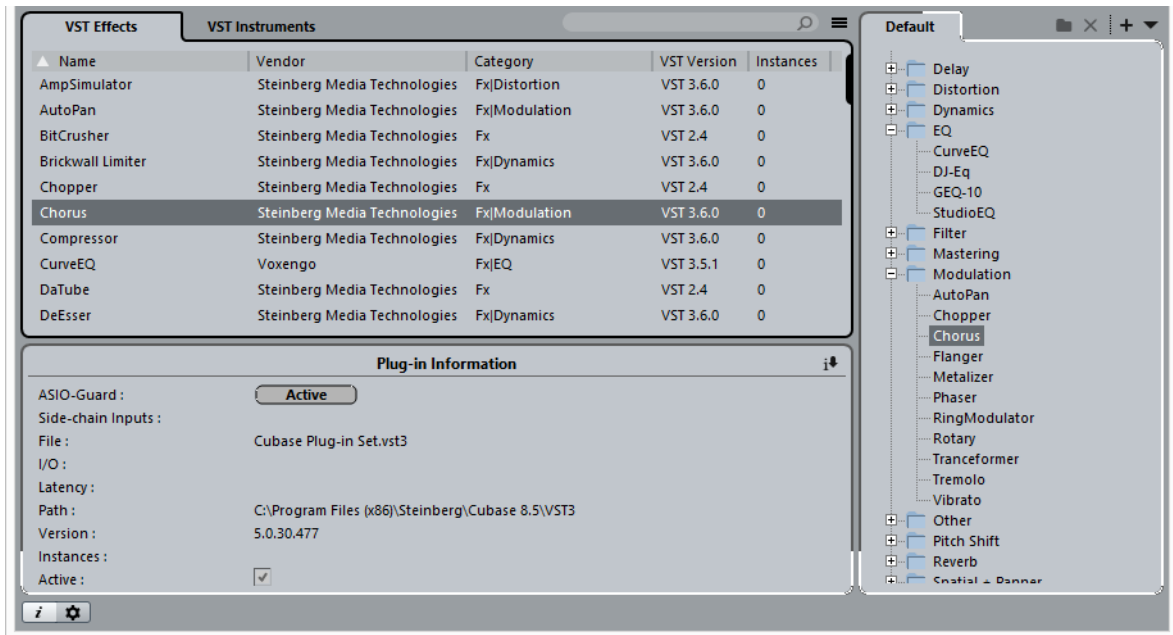 VST Effects VST Instruments
Name Vendor Category VST Version Instances
AmpSimulator Steinberg Media Technologies Fx|Distortion VST 3.6.0 0
AutoPan Steinberg Media Technologies Fx|Modulation VST 3.6.0 0
BitCrusher Steinberg Media Technologies Fx VST 2.4 0
Brickwall Limiter Steinberg Media Technologies Fx|Dynamics VST 3.6.0 0
Chopper Steinberg Media Technologies Fx VST 2.4 0
Chorus Steinberg Media Technologies Fx|Modulation VST 3.6.0 0
Compressor Steinberg Media Technologies Fx|Dynamics VST 3.6.0 0
CurveEQ Voxengo Fx|EQ VST 3.5.1 0
DaTube Steinberg Media Technologies Fx VST 2.4 0
DeEsser Steinberg Media Technologies Fx|Dynamics VST 3.6.0 0
Plug-in Information
ASIO-Guard : Active
Side-chain Inputs :
File : Cubase Plug-in Set.vst3
I/O :
Latency :
Path : C:\Program Files (x86)\Steinberg\Cubase 8.5\VST3
Version : 5.0.30.477
Instances :
Active :
Default
Delay
Distortion
Dynamics
EQ
CurveEQ
DJ-Eq
GEQ-10
StudioEQ
Filter
Mastering
Modulation
AutoPan
Chopper
Chorus
Flanger
Metalizer
Phaser
RingModulator
Rotary
Tranceformer
Tremolo
Vibrato
Other
Pitch Shift
Reverb
Spatial + Panner